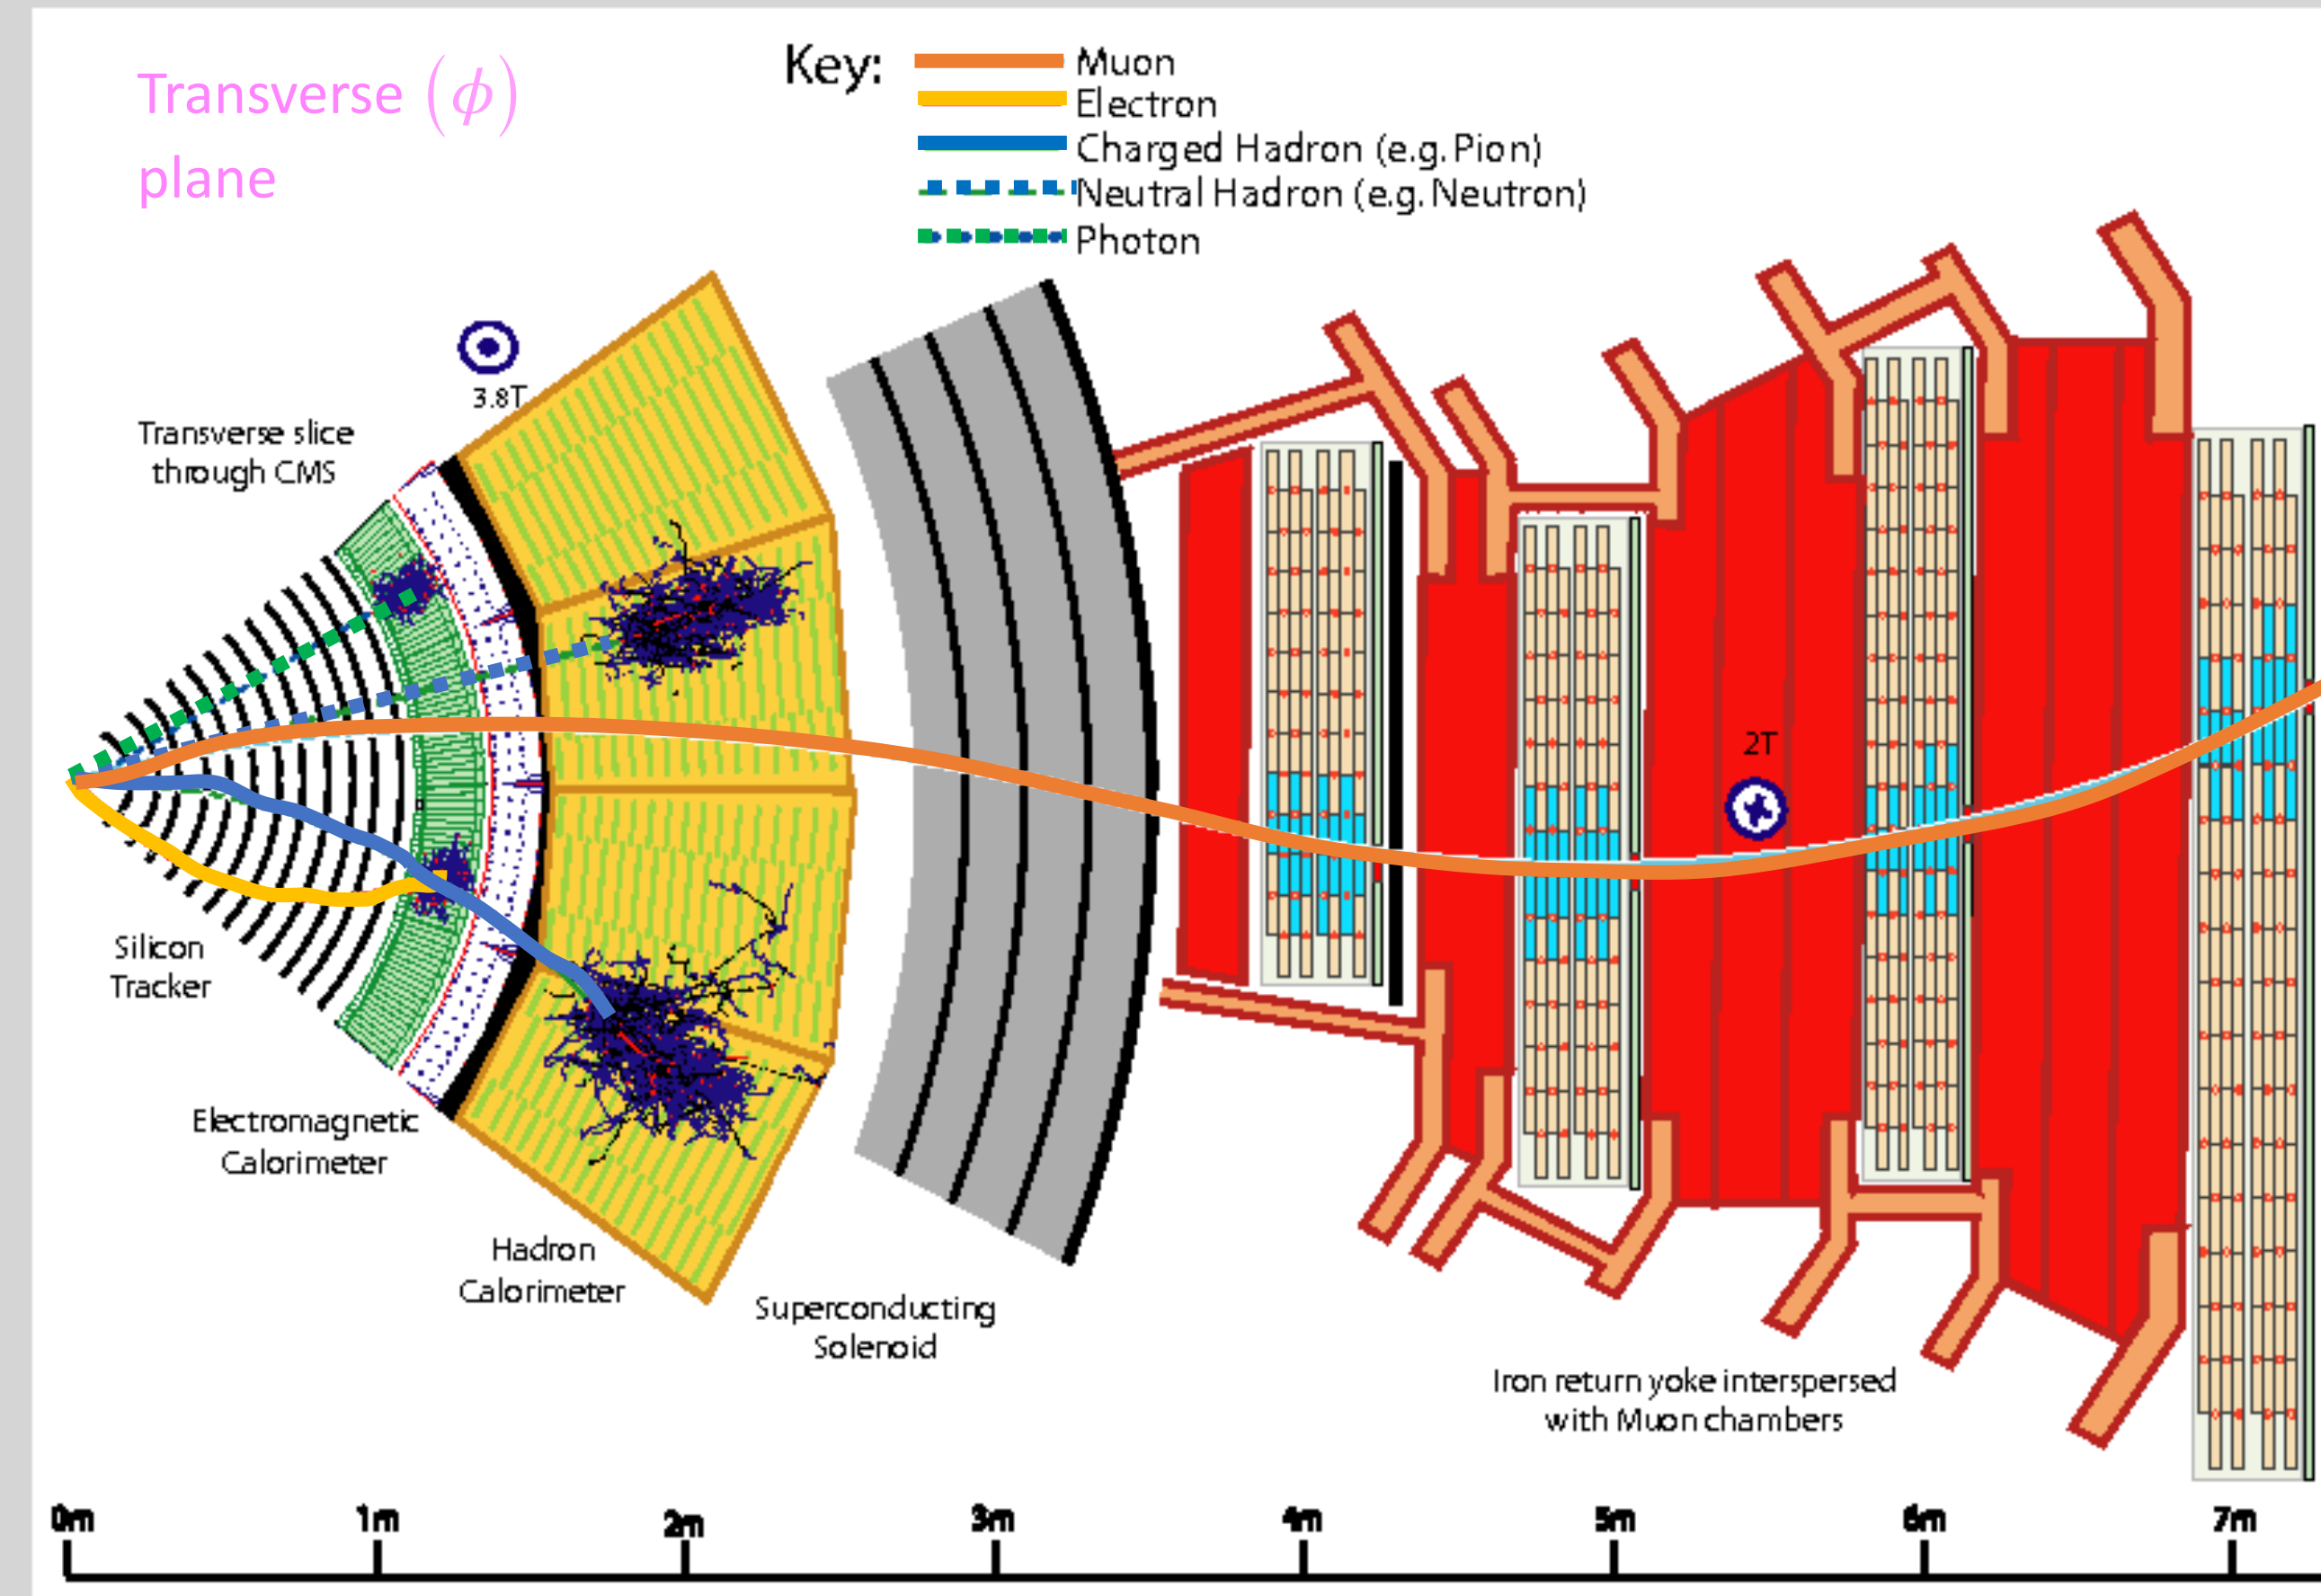 Transverse (ϕ)
plane
Key:
Muon
Electron
Charged Hadron (e.g. Pion)
Neutral Hadron (e.g. Neutron)
Photon
3.8T
Transverse slice
through CMS
2T
Silicon
Tracker
Electromagnetic
Calorimeter
Hadron
Calorimeter
Superconducting
Solenoid
Iron return yoke interspersed
with Muon chambers
0m 1m 2m 3m 4m 5m 6m 7m